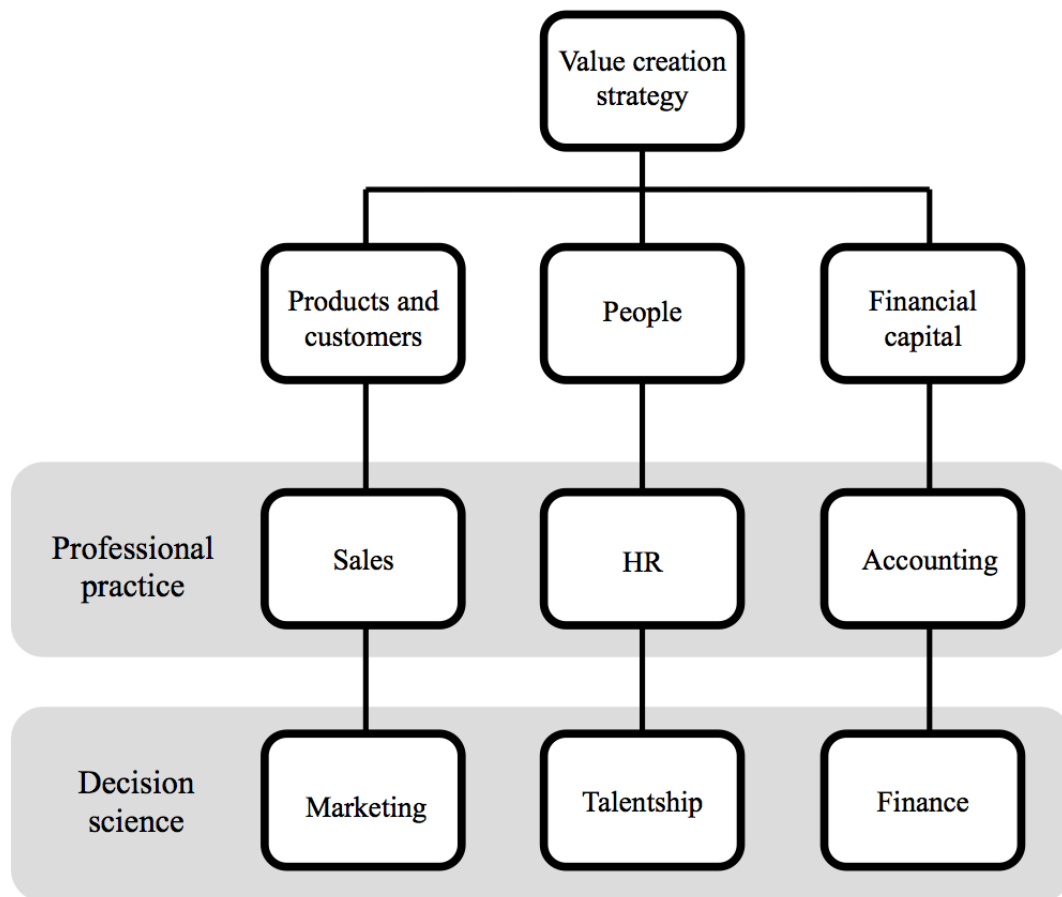 Value creation
strategy
Products and
customers
People
Financial
capital
Professional
practice
Sales
HR
Accounting
Decision
science
Marketing
Talentship
Finance